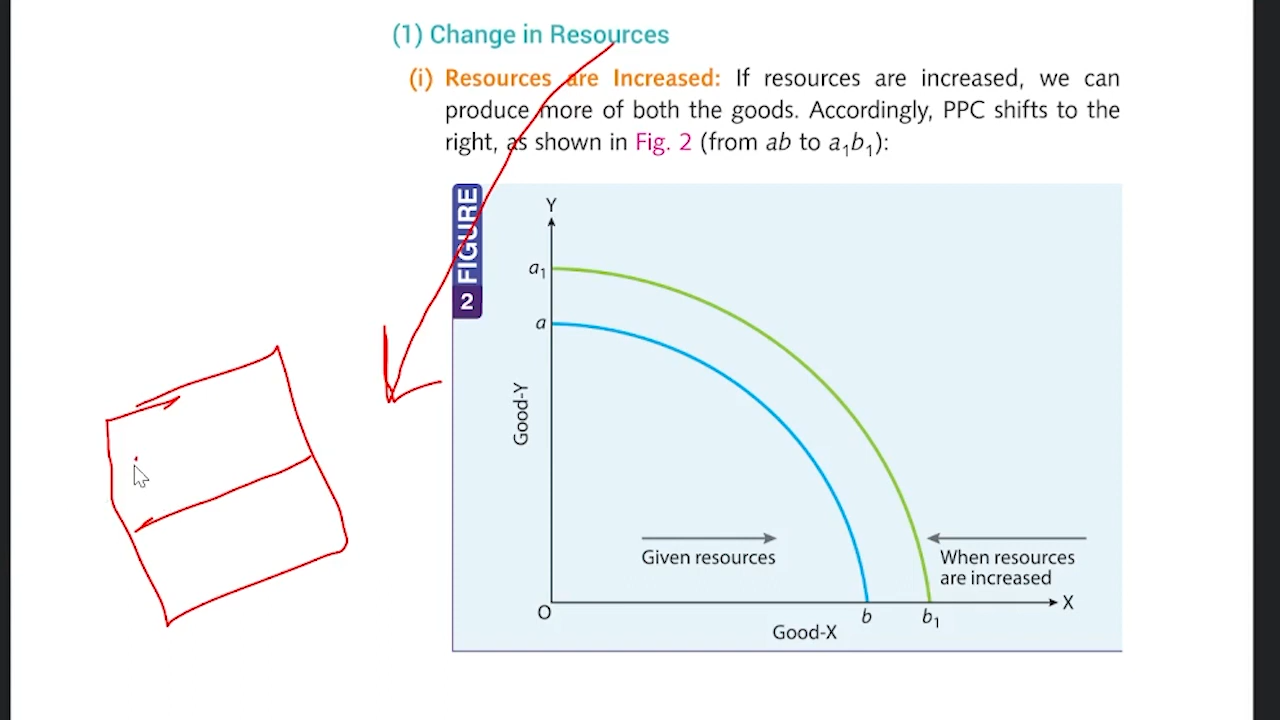 (1) Change in Resources
(i) Resources are Increased: If resources are increased, we can
produce more of both the goods. Accordingly, PPC shifts to the
right, as shown in Fig. 2 (from ab to a₁b₁):
2 FIGURE
Y
a₁
a
Good-Y
Given resources
When resources
are increased
O
b
b₁
X
Good-X